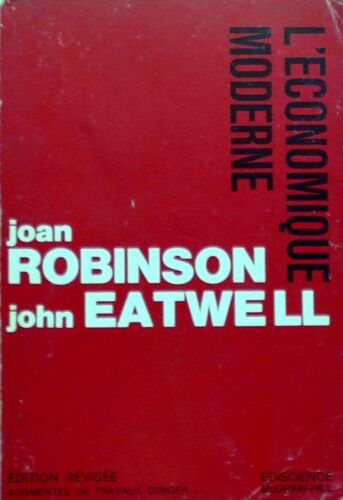 L'ÉCONOMIQUE
MODERNE
joan
ROBINSON
john EATWELL
ÉDITION RÉVISÉE
AUGMENTÉE DE TRAVAUX DIRIGÉS
EDISCIENCE
McGRAW-HILL